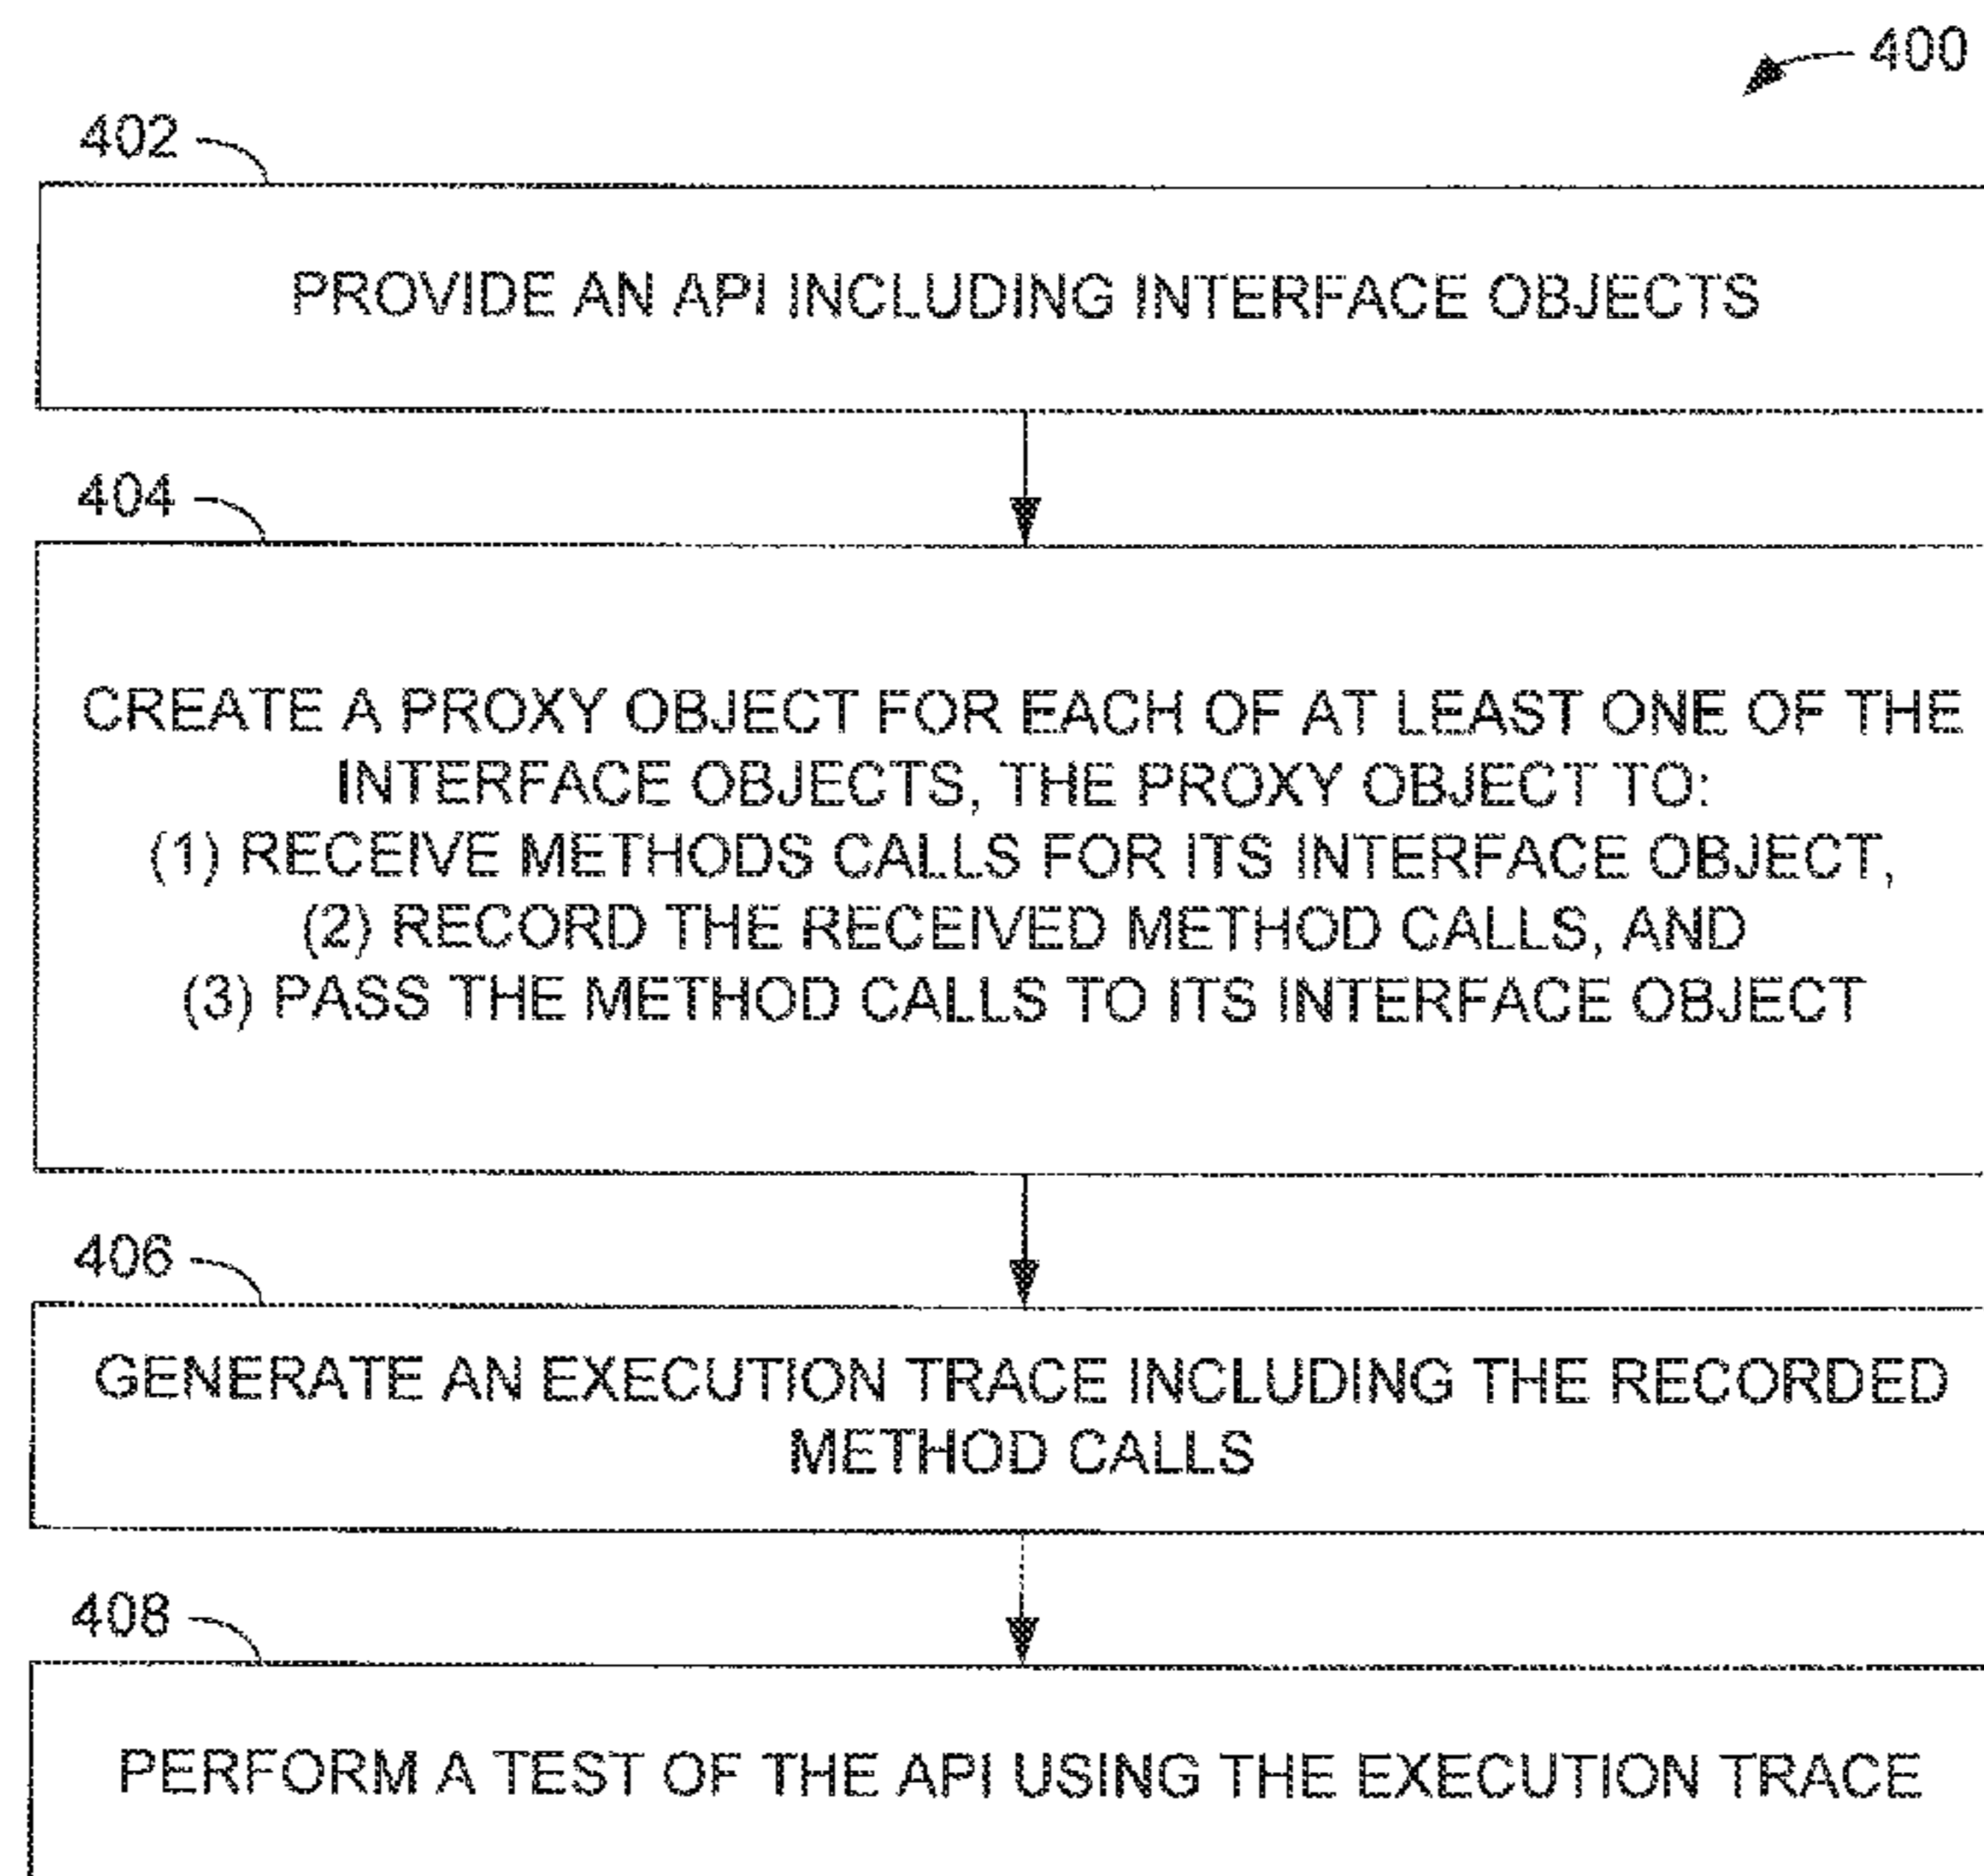 400
402
PROVIDE AN API INCLUDING INTERFACE OBJECTS
404
CREATE A PROXY OBJECT FOR EACH OF AT LEAST ONE OF THE
INTERFACE OBJECTS, THE PROXY OBJECT TO:
(1) RECEIVE METHODS CALLS FOR ITS INTERFACE OBJECT,
(2) RECORD THE RECEIVED METHOD CALLS, AND
(3) PASS THE METHOD CALLS TO ITS INTERFACE OBJECT
406
GENERATE AN EXECUTION TRACE INCLUDING THE RECORDED
METHOD CALLS
408
PERFORM A TEST OF THE API USING THE EXECUTION TRACE